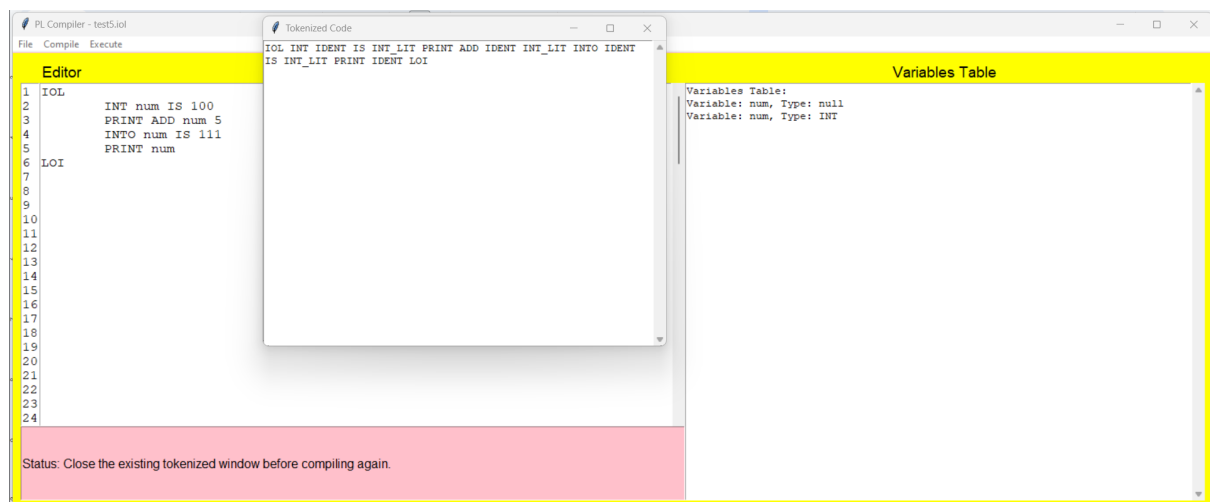 PL Compiler - test5.iol
File Compile Execute
Editor
1 IOL
2 INT num IS 100
3 PRINT ADD num 5
4 INTO num IS 111
5 PRINT num
6 LOI
7
8
9
10
11
12
13
14
15
16
17
18
19
20
21
22
23
24
Status: Close the existing tokenized window before compiling again.
Tokenized Code
IOL INT IDENT IS INT_LIT PRINT ADD IDENT INT_LIT INTO IDENT
IS INT_LIT PRINT IDENT LOI
Variables Table
Variables Table:
Variable: num, Type: null
Variable: num, Type: INT